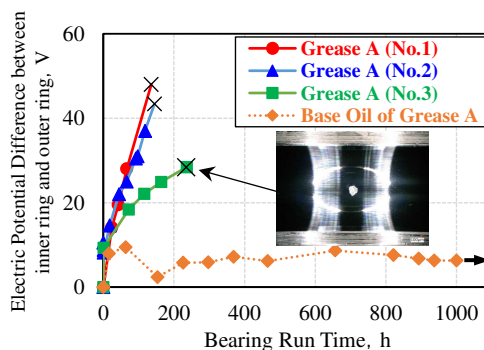 Electric Potential Difference between
inner ring and outer ring, V
60
40
20
0
Grease A (No.1)
Grease A (No.2)
Grease A (No.3)
Base Oil of Grease A
0 200 400 600 800 1000
Bearing Run Time, h